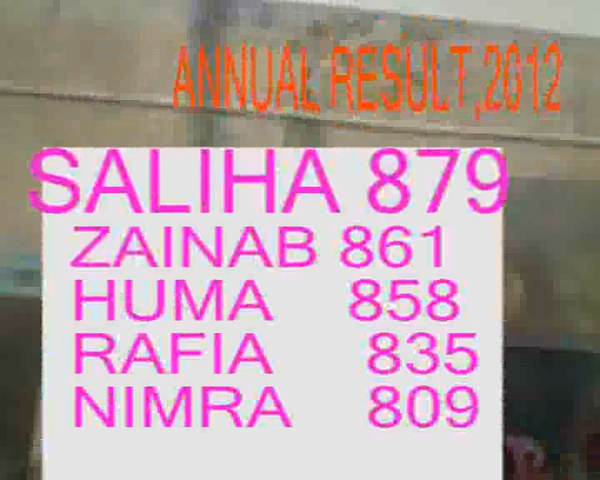 ANNUAL RESULT,2012
SALIHA 879
ZAINAB 861
HUMA 858
RAFIA 835
NIMRA 809